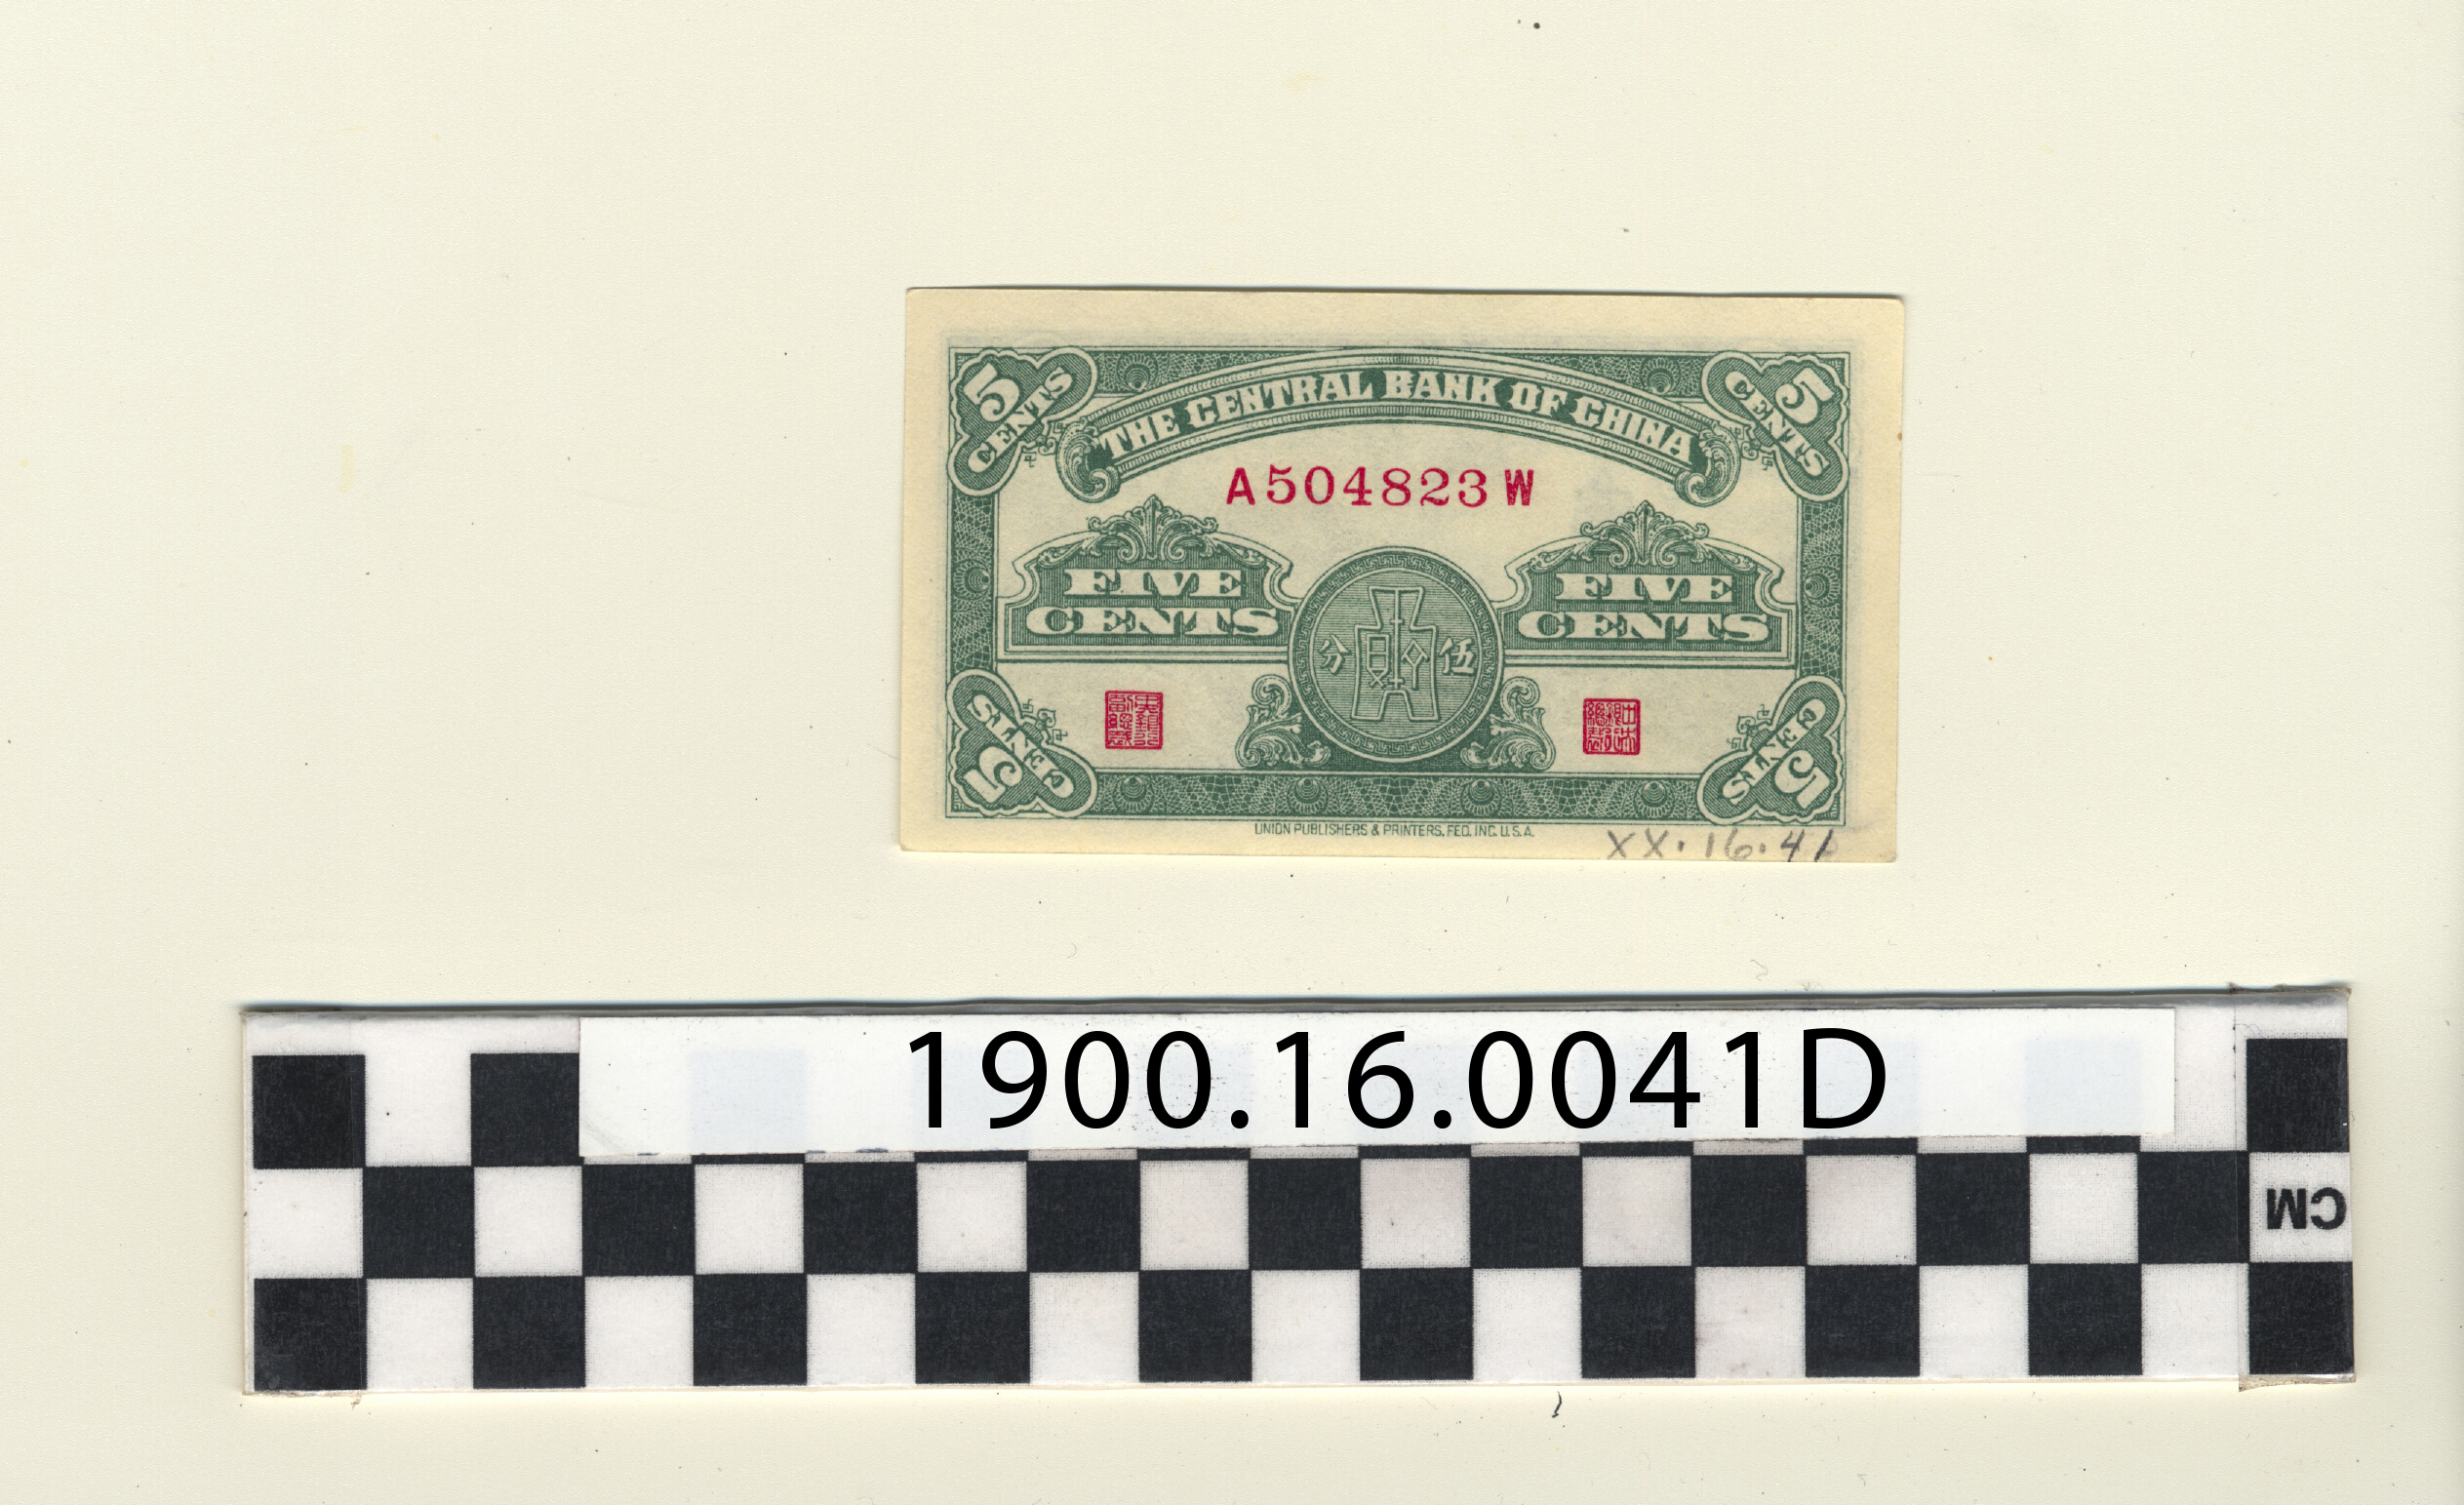 5 CENTS
THE CENTRAL BANK OF CHINA
5 CENTS
A504823W
FIVE CENTS
FIVE CENTS
分 伍
5 CENTS
5 CENTS
UNION PUBLISHERS & PRINTERS, FED. INC. U.S.A.
XX.16.41
1900.16.0041D
CM